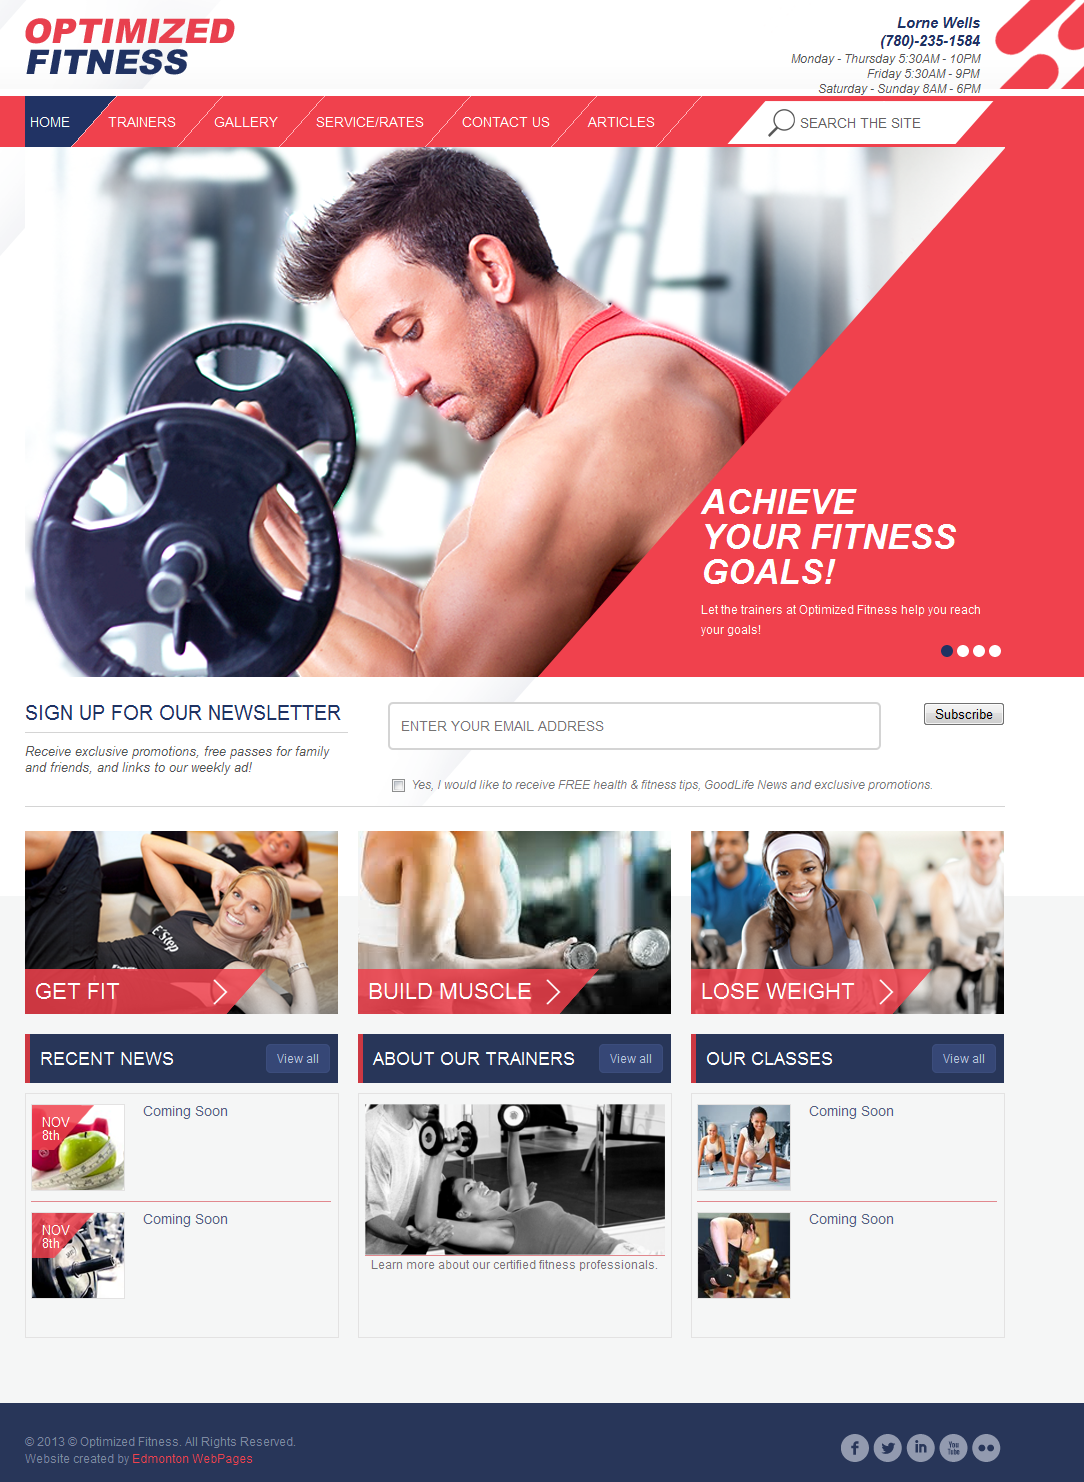 OPTIMIZED
FITNESS
Lorne Wells
(780)-235-1584
Monday - Thursday 5:30AM - 10PM
Friday 5:30AM - 9PM
Saturday - Sunday 8AM - 6PM
HOME
TRAINERS
GALLERY
SERVICE/RATES
CONTACT US
ARTICLES
SEARCH THE SITE
ACHIEVE
YOUR FITNESS
GOALS!
Let the trainers at Optimized Fitness help you reach
your goals!
SIGN UP FOR OUR NEWSLETTER
Receive exclusive promotions, free passes for family
and friends, and links to our weekly ad!
ENTER YOUR EMAIL ADDRESS
Subscribe
Yes, I would like to receive FREE health & fitness tips, GoodLife News and exclusive promotions.
E'Step
GET FIT
BUILD MUSCLE
LOSE WEIGHT
RECENT NEWS
View all
NOV
8th
Coming Soon
NOV
8th
Coming Soon
ABOUT OUR TRAINERS
View all
Learn more about our certified fitness professionals.
OUR CLASSES
View all
Coming Soon
Coming Soon
© 2013 © Optimized Fitness. All Rights Reserved.
Website created by Edmonton WebPages
f
in
You
Tube